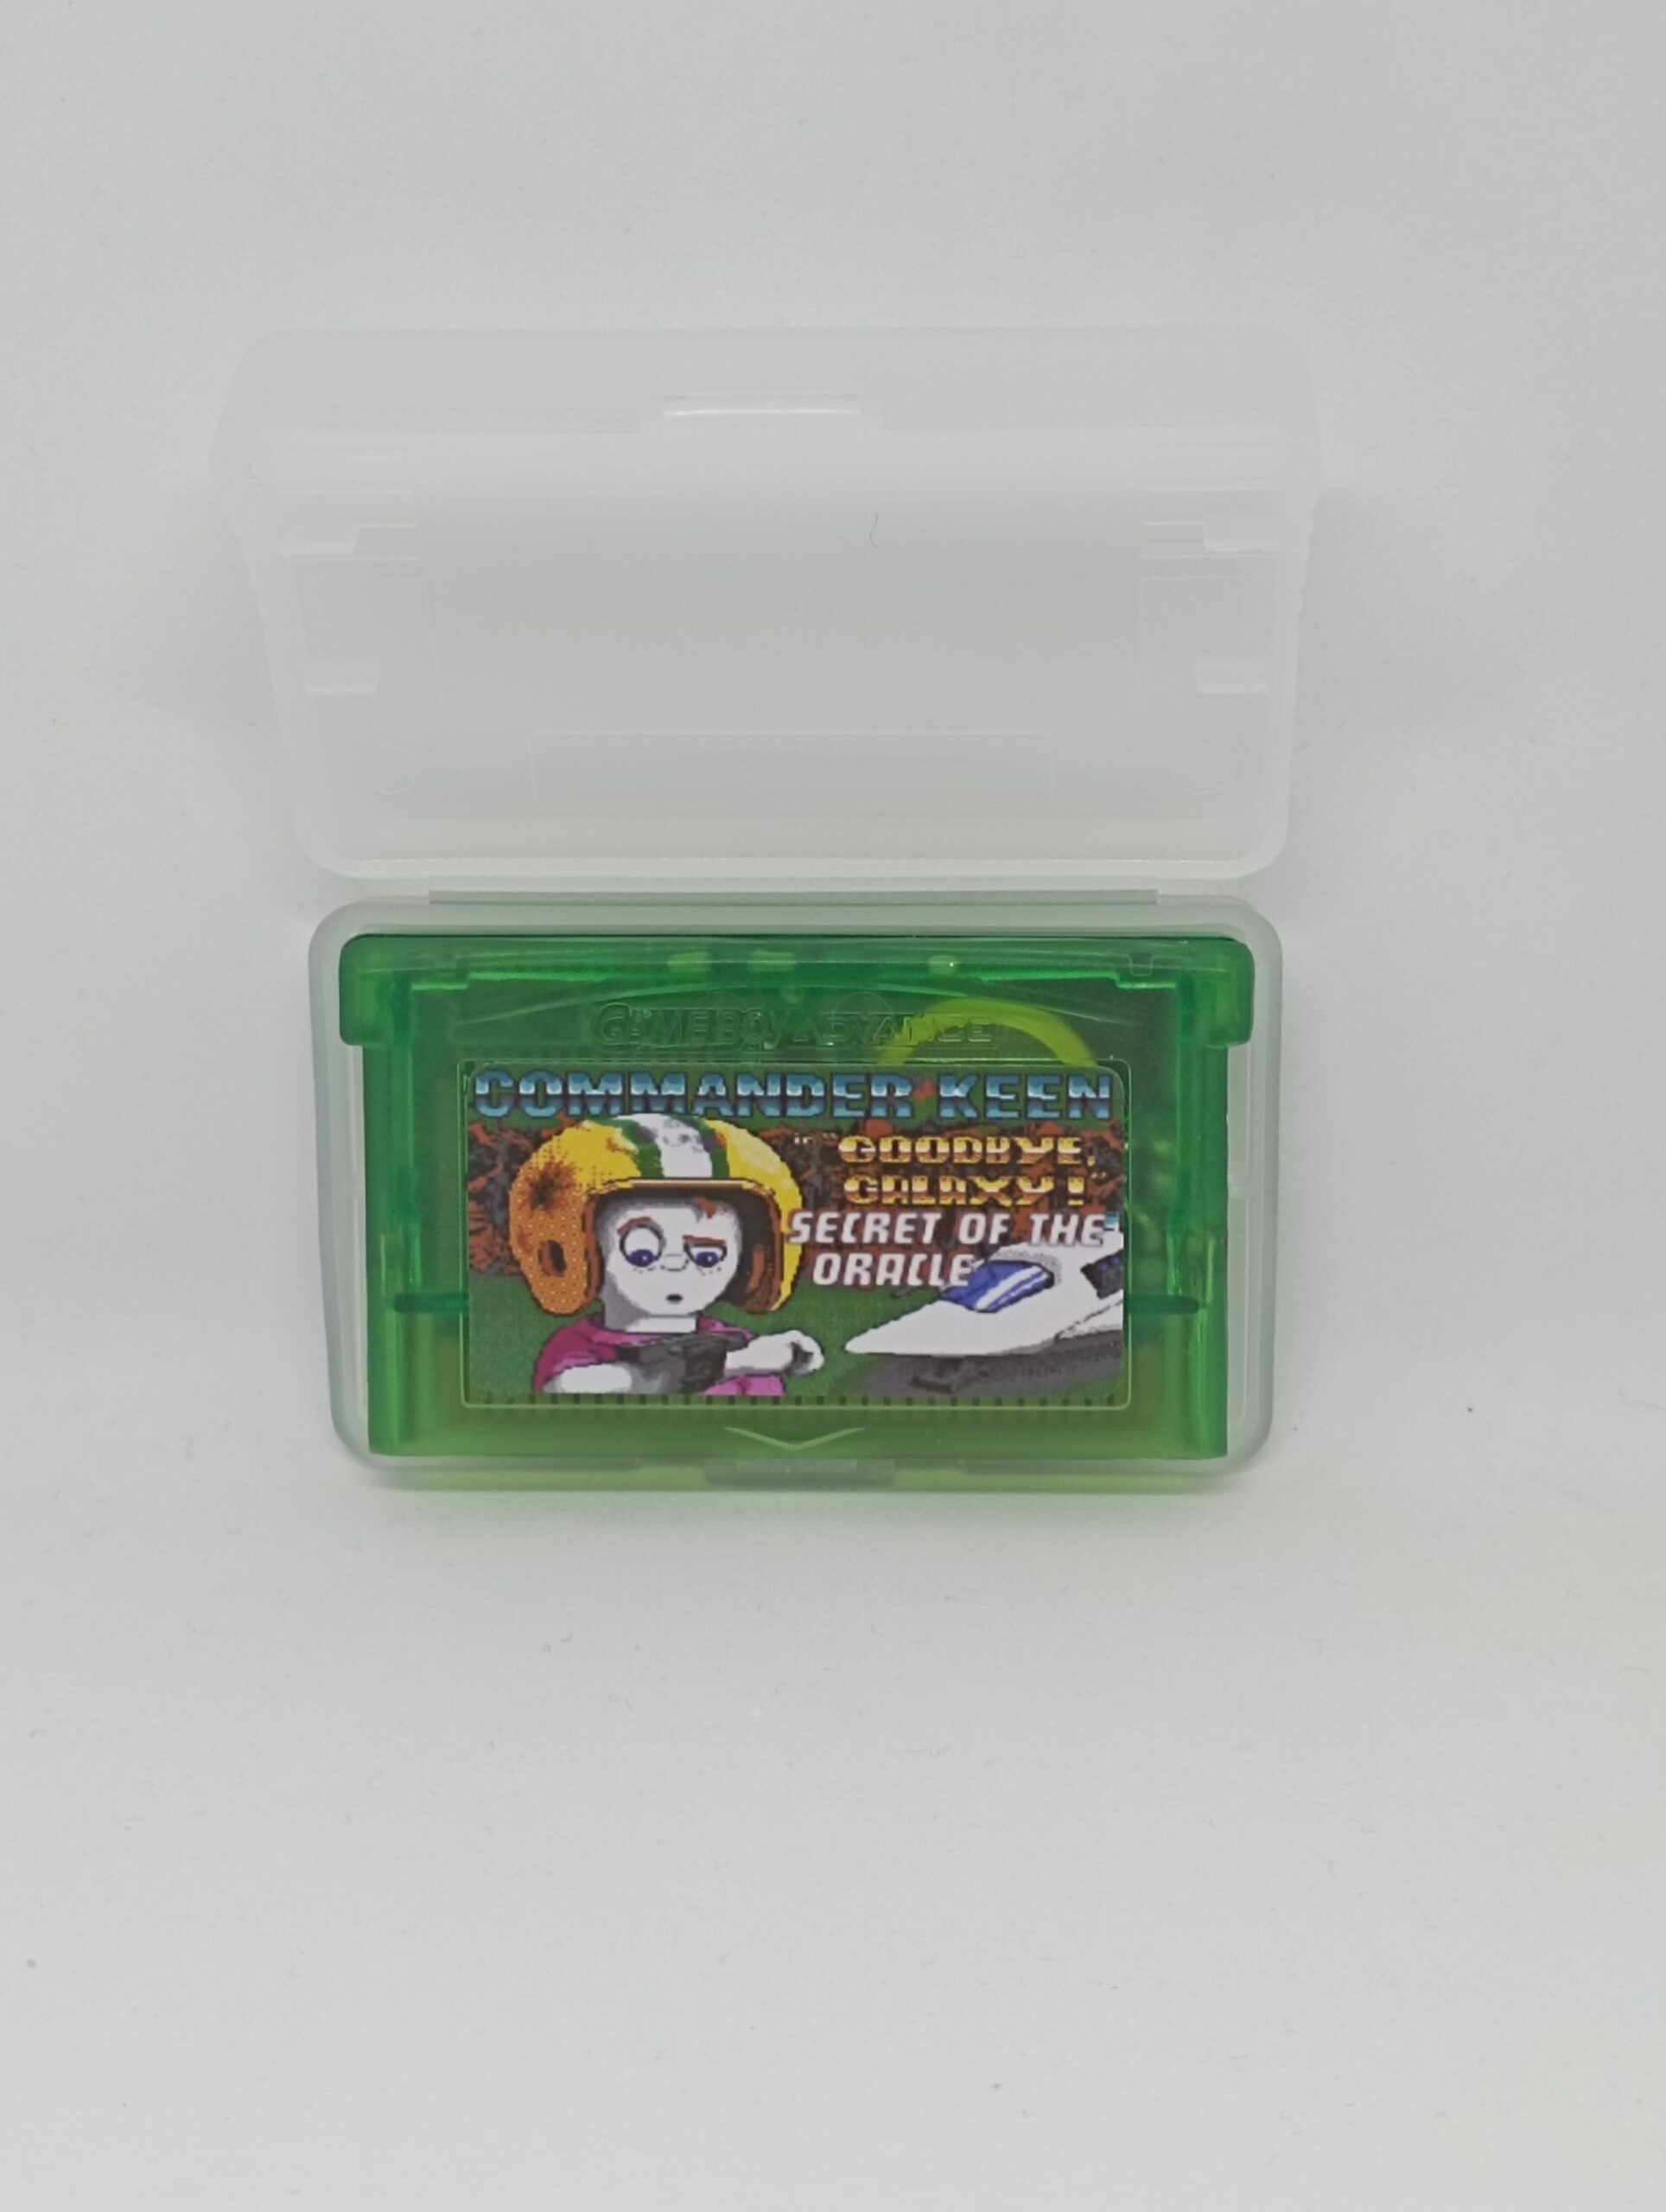 GAME BOY ADVANCE
COMMANDER KEEN
in "GOODBYE,
GALAXY!"
SECRET OF THE
ORACLE